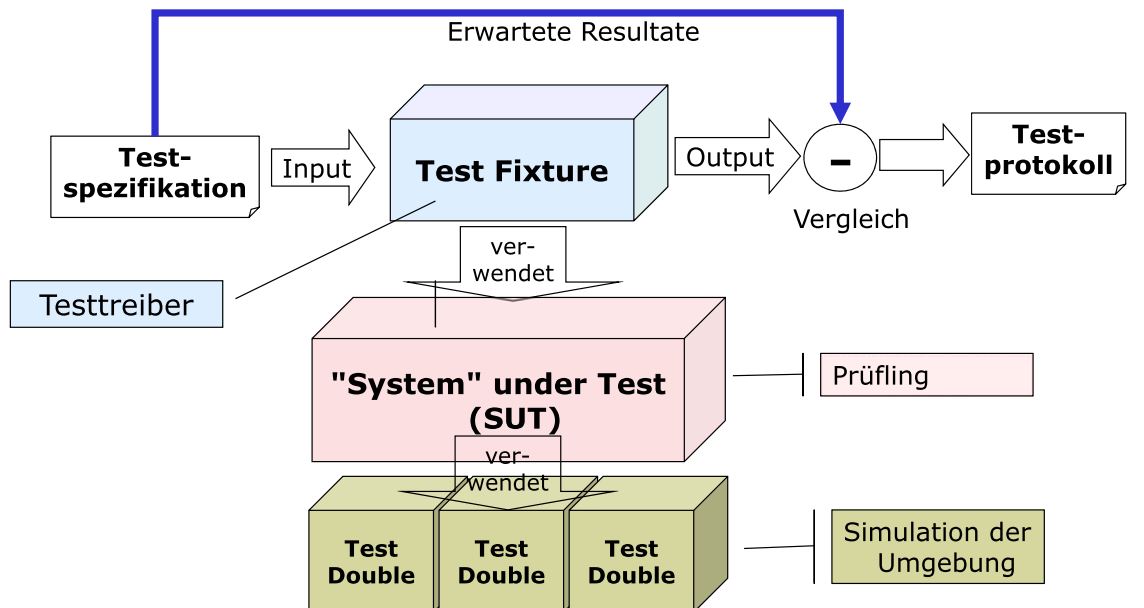 Erwartete Resultate
Test-
spezifikation
Input
Test Fixture
Output
–
Test-
protokoll
Vergleich
ver-
wendet
Testtreiber
"System" under Test
(SUT)
Prüfling
ver-
wendet
Test
Double
Test
Double
Test
Double
Simulation der
Umgebung